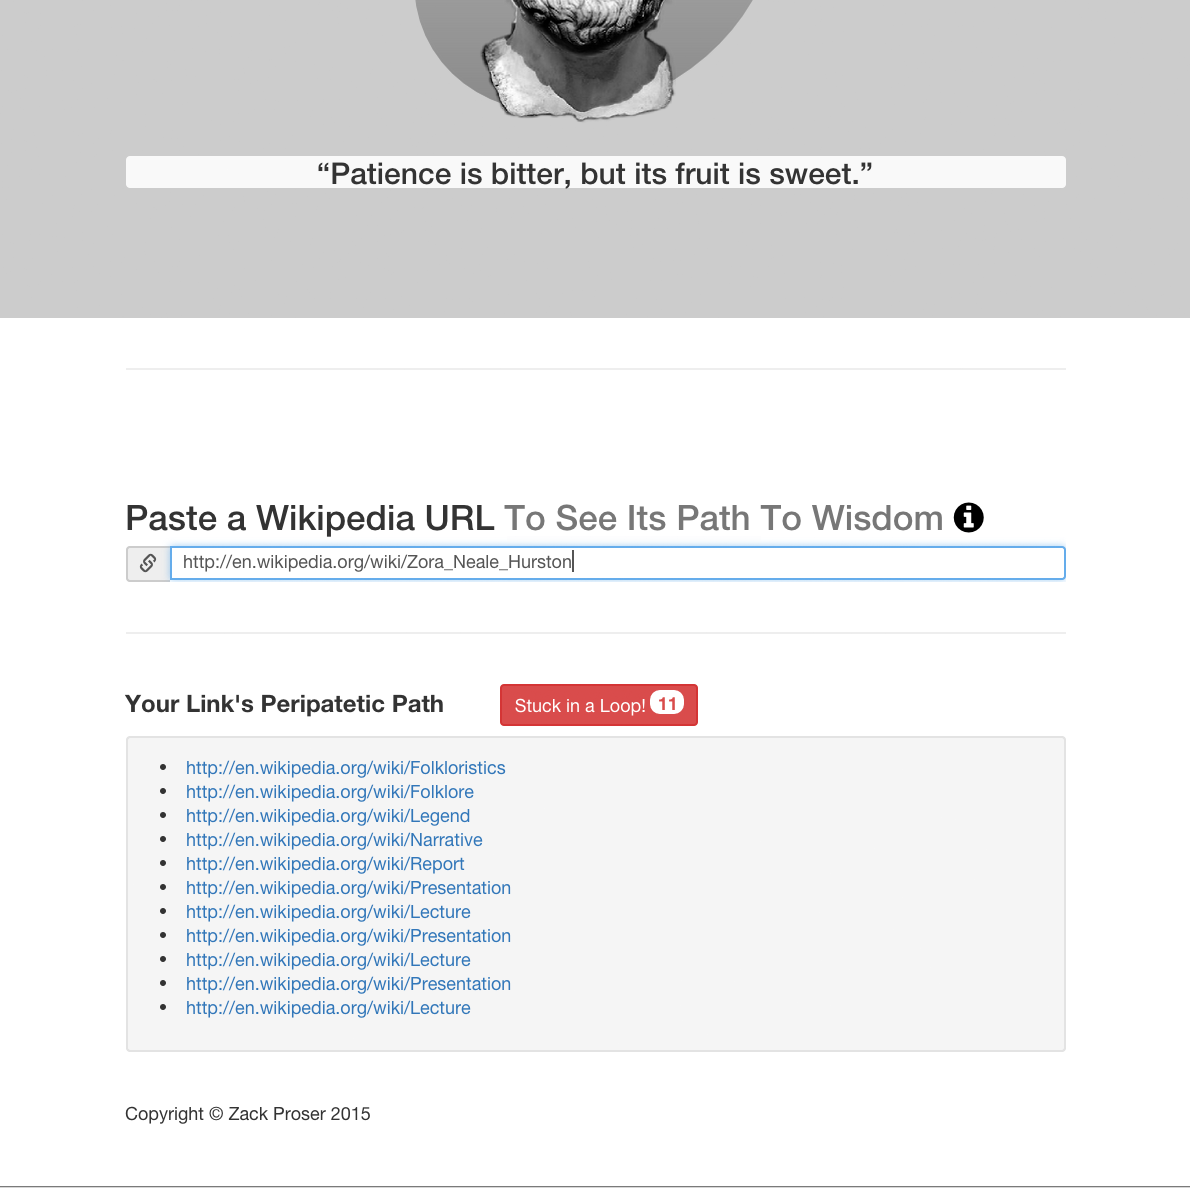 “Patience is bitter, but its fruit is sweet.”
Paste a Wikipedia URL To See Its Path To Wisdom
http://en.wikipedia.org/wiki/Zora_Neale_Hurston
Your Link's Peripatetic Path
Stuck in a Loop! 11
http://en.wikipedia.org/wiki/Folkloristics
http://en.wikipedia.org/wiki/Folklore
http://en.wikipedia.org/wiki/Legend
http://en.wikipedia.org/wiki/Narrative
http://en.wikipedia.org/wiki/Report
http://en.wikipedia.org/wiki/Presentation
http://en.wikipedia.org/wiki/Lecture
http://en.wikipedia.org/wiki/Presentation
http://en.wikipedia.org/wiki/Lecture
http://en.wikipedia.org/wiki/Presentation
http://en.wikipedia.org/wiki/Lecture
Copyright © Zack Proser 2015